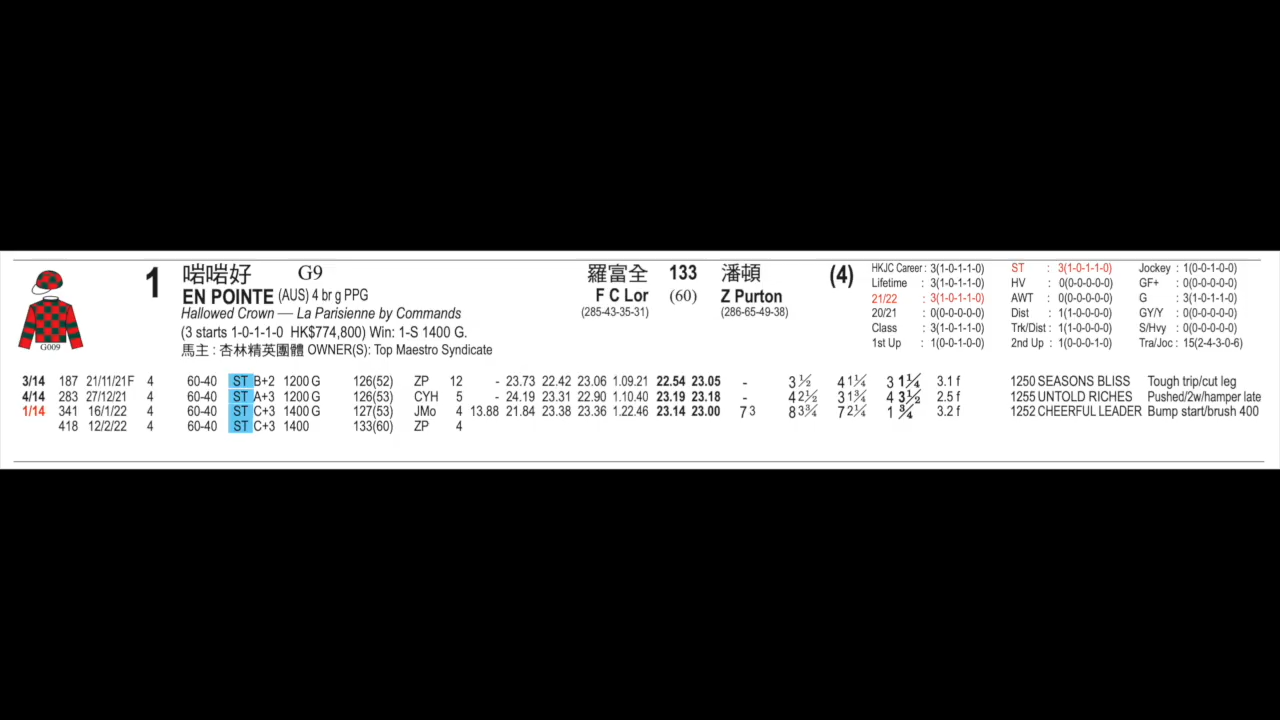 1 啱啱好 G9 羅富全 133 潘頓 (4)
EN POINTE (AUS) 4 br g PPG F C Lor (60) Z Purton
Hallowed Crown — La Parisienne by Commands (285-43-35-31) (286-65-49-38)
(3 starts 1-0-1-1-0 HK$774,800) Win: 1-S 1400 G.
馬主 : 杏林精英團體 OWNER(S): Top Maestro Syndicate
G009
HKJC Career : 3(1-0-1-1-0) ST : 3(1-0-1-1-0) Jockey : 1(0-0-1-0-0)
Lifetime : 3(1-0-1-1-0) HV : 0(0-0-0-0-0) GF+ : 0(0-0-0-0-0)
21/22 : 3(1-0-1-1-0) AWT : 0(0-0-0-0-0) G : 3(1-0-1-1-0)
20/21 : 0(0-0-0-0-0) Dist : 1(1-0-0-0-0) GY/Y : 0(0-0-0-0-0)
Class : 3(1-0-1-1-0) Trk/Dist : 1(1-0-0-0-0) S/Hvy : 0(0-0-0-0-0)
1st Up : 1(0-0-1-0-0) 2nd Up : 1(0-0-0-1-0) Tra/Joc : 15(2-4-3-0-6)
3/14 187 21/11/21F 4 60-40 ST B+2 1200 G 126(52) ZP 12 - 23.73 22.42 23.06 1.09.21 22.54 23.05 - 3½ 4 1¼ 3 1¼ 3.1 f 1250 SEASONS BLISS Tough trip/cut leg
4/14 283 27/12/21 4 60-40 ST A+3 1200 G 126(53) CYH 5 - 24.19 23.31 22.90 1.10.40 23.19 23.18 - 4 2½ 3 1¾ 4 3½ 2.5 f 1255 UNTOLD RICHES Pushed/2w/hamper late
1/14 341 16/1/22 4 60-40 ST C+3 1400 G 127(53) JMo 4 13.88 21.84 23.38 23.36 1.22.46 23.14 23.00 7 3 8 3¾ 7 2¼ 1 ¾ 3.2 f 1252 CHEERFUL LEADER Bump start/brush 400
418 12/2/22 4 60-40 ST C+3 1400 133(60) ZP 4